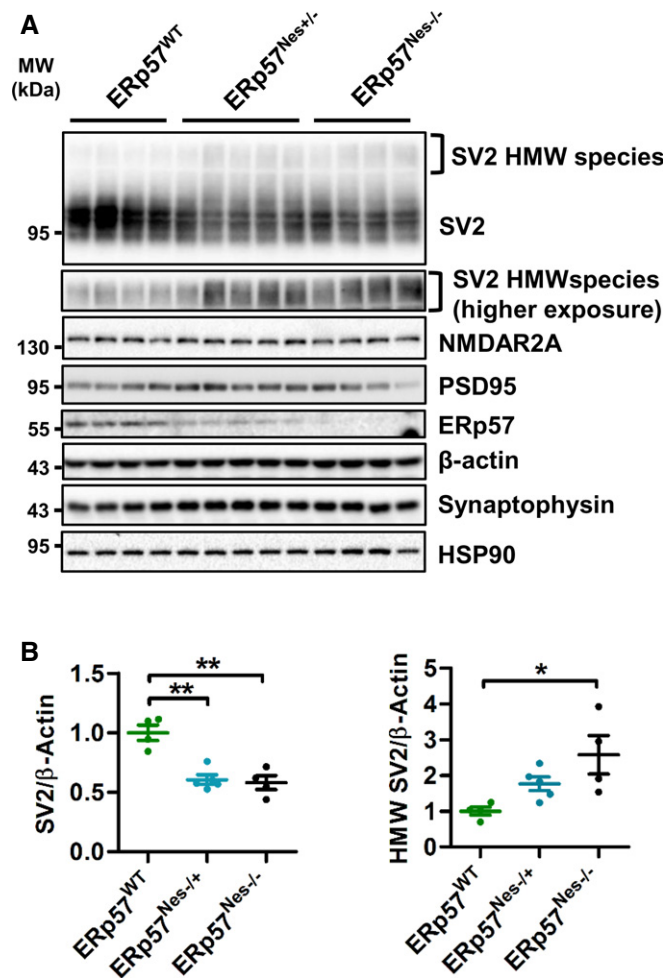 A
MW
(kDa)
ERp57WT
ERp57Nes+/-
ERp57Nes-/-
SV2 HMW species
95
SV2
SV2 HMWspecies
(higher exposure)
130
NMDAR2A
95
PSD95
55
ERp57
43
β-actin
43
Synaptophysin
95
HSP90
B
SV2/β-Actin
1.5
1.0
0.5
0.0
**
**
ERp57WT
ERp57Nes-/+
ERp57Nes-/-
HMW SV2/β-Actin
5
4
3
2
1
0
*
ERp57WT
ERp57Nes-/+
ERp57Nes-/-